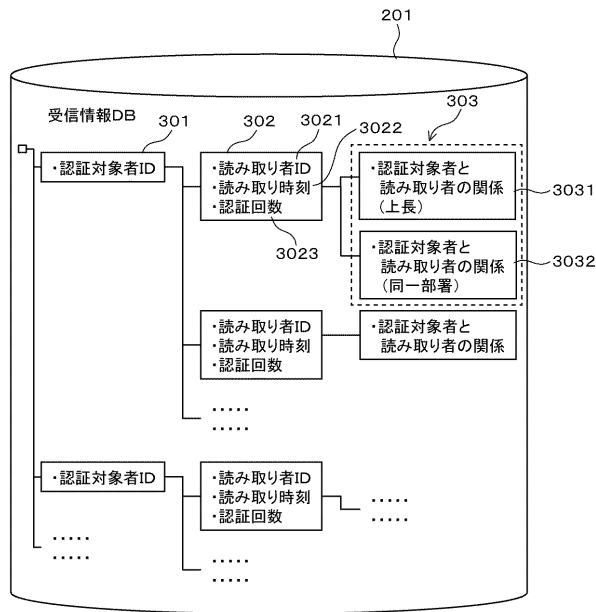 201
受信情報DB
301
302
3021
3022
303
・認証対象者ID
・読み取り者ID
・読み取り時刻
・認証回数
3023
・認証対象者と
読み取り者の関係
(上長)
3031
・認証対象者と
読み取り者の関係
(同一部署)
3032
・読み取り者ID
・読み取り時刻
・認証回数
・認証対象者と
読み取り者の関係
・・・・・
・・・・・
・認証対象者ID
・読み取り者ID
・読み取り時刻
・認証回数
・・・・・
・・・・・
・・・・・
・・・・・
・・・・・
・・・・・